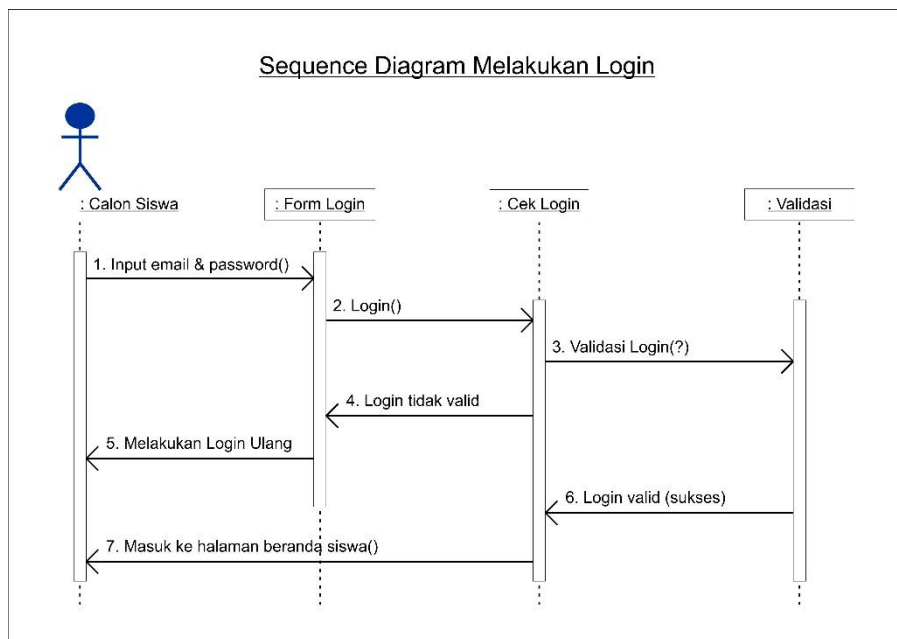 Sequence Diagram Melakukan Login
: Calon Siswa
: Form Login
: Cek Login
: Validasi
1. Input email & password()
2. Login()
3. Validasi Login(?)
4. Login tidak valid
5. Melakukan Login Ulang
6. Login valid (sukses)
7. Masuk ke halaman beranda siswa()